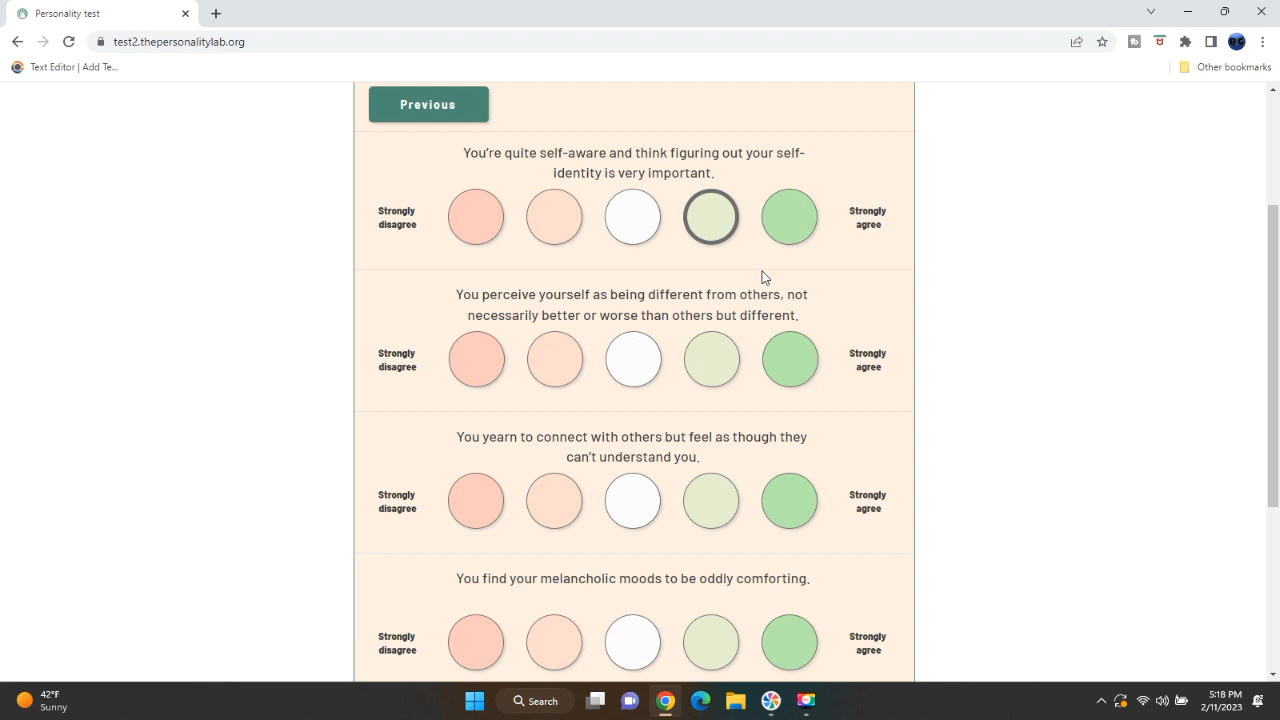 Personality test
test2.thepersonalitylab.org
Text Editor | Add Te...
Other bookmarks
Previous
You're quite self-aware and think figuring out your self-
identity is very important.
Strongly
disagree
Strongly
agree
You perceive yourself as being different from others, not
necessarily better or worse than others but different.
Strongly
disagree
Strongly
agree
You yearn to connect with others but feel as though they
can't understand you.
Strongly
disagree
Strongly
agree
You find your melancholic moods to be oddly comforting.
Strongly
disagree
Strongly
agree
42°F
Sunny
Search
5:18 PM
2/11/2023